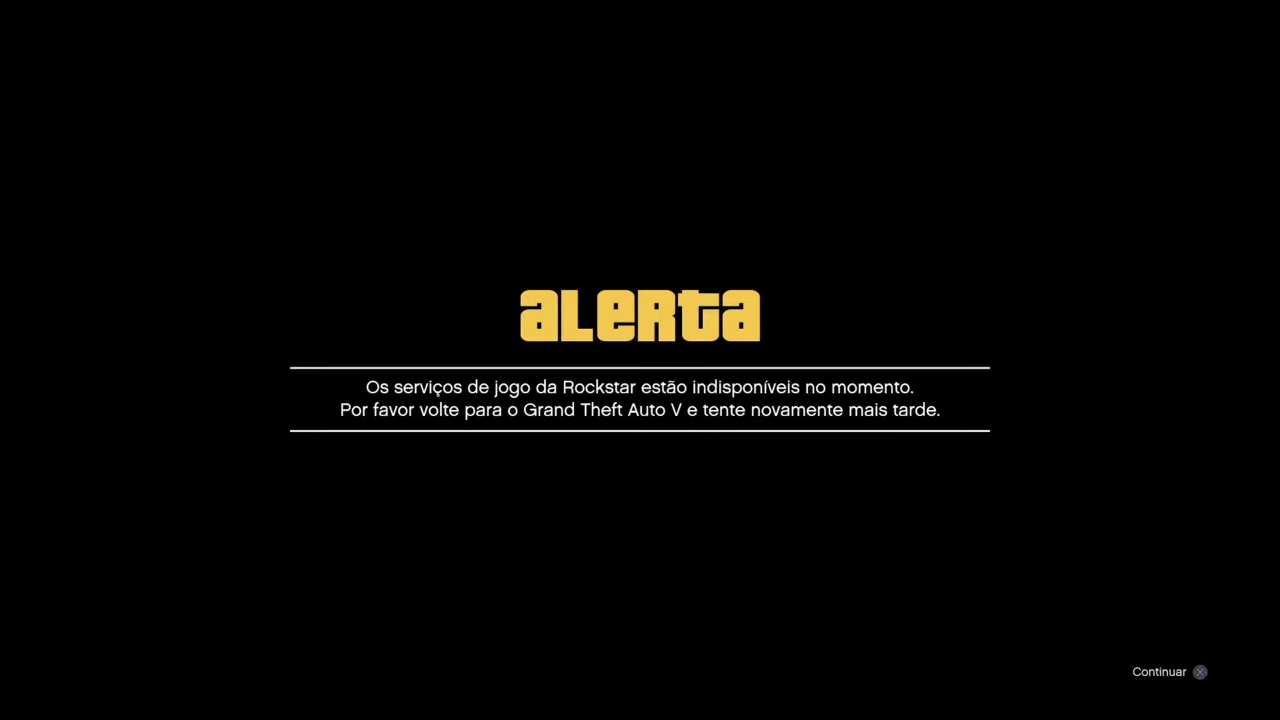 alerta
Os serviços de jogo da Rockstar estão indisponíveis no momento.
Por favor volte para o Grand Theft Auto V e tente novamente mais tarde.
Continuar